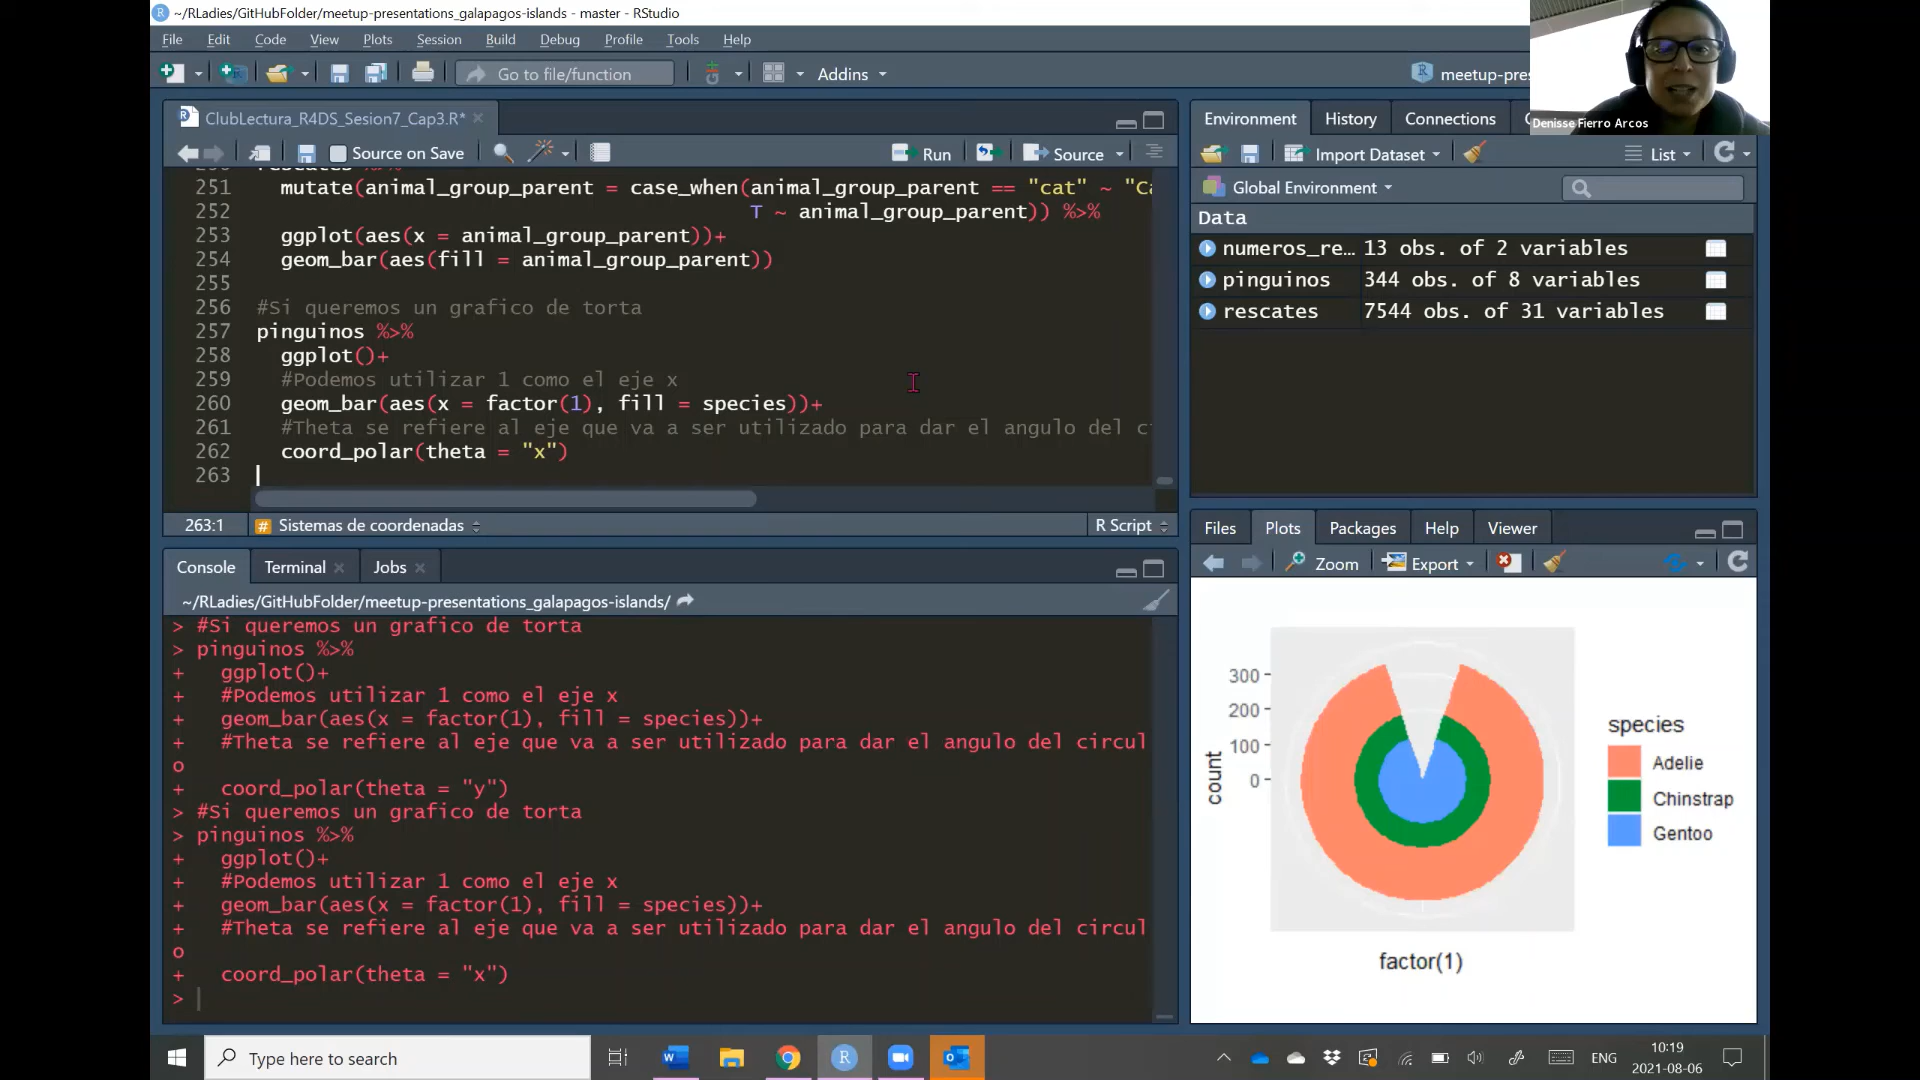 ~/RLadies/GitHubFolder/meetup-presentations_galapagos-islands - master - RStudio
File Edit Code View Plots Session Build Debug Profile Tools Help
Go to file/function
Addins
Denisse Fierro Arcos
ClubLectura_R4DS_Sesion7_Cap3.R*
Source on Save
Run
Source
251 mutate(animal_group_parent = case_when(animal_group_parent == "cat" ~ "Ca
252 T ~ animal_group_parent)) %>%
253 ggplot(aes(x = animal_group_parent))+
254 geom_bar(aes(fill = animal_group_parent))
255
256 #Si queremos un grafico de torta
257 pinguinos %>%
258 ggplot()+
259 #Podemos utilizar 1 como el eje x
260 geom_bar(aes(x = factor(1), fill = species))+
261 #Theta se refiere al eje que va a ser utilizado para dar el angulo del ci
262 coord_polar(theta = "x")
263
263:1
# Sistemas de coordenadas
R Script
Console Terminal Jobs
~/RLadies/GitHubFolder/meetup-presentations_galapagos-islands/
> #Si queremos un grafico de torta
> pinguinos %>%
+ ggplot()+
+ #Podemos utilizar 1 como el eje x
+ geom_bar(aes(x = factor(1), fill = species))+
+ #Theta se refiere al eje que va a ser utilizado para dar el angulo del circul
o
+ coord_polar(theta = "y")
> #Si queremos un grafico de torta
> pinguinos %>%
+ ggplot()+
+ #Podemos utilizar 1 como el eje x
+ geom_bar(aes(x = factor(1), fill = species))+
+ #Theta se refiere al eje que va a ser utilizado para dar el angulo del circul
o
+ coord_polar(theta = "x")
>
Environment History Connections
Import Dataset
List
Global Environment
Data
numeros_re… 13 obs. of 2 variables
pinguinos 344 obs. of 8 variables
rescates 7544 obs. of 31 variables
Files Plots Packages Help Viewer
Zoom
Export
300
200
100
0
count
factor(1)
species
Adelie
Chinstrap
Gentoo
Type here to search
ENG
10:19
2021-08-06